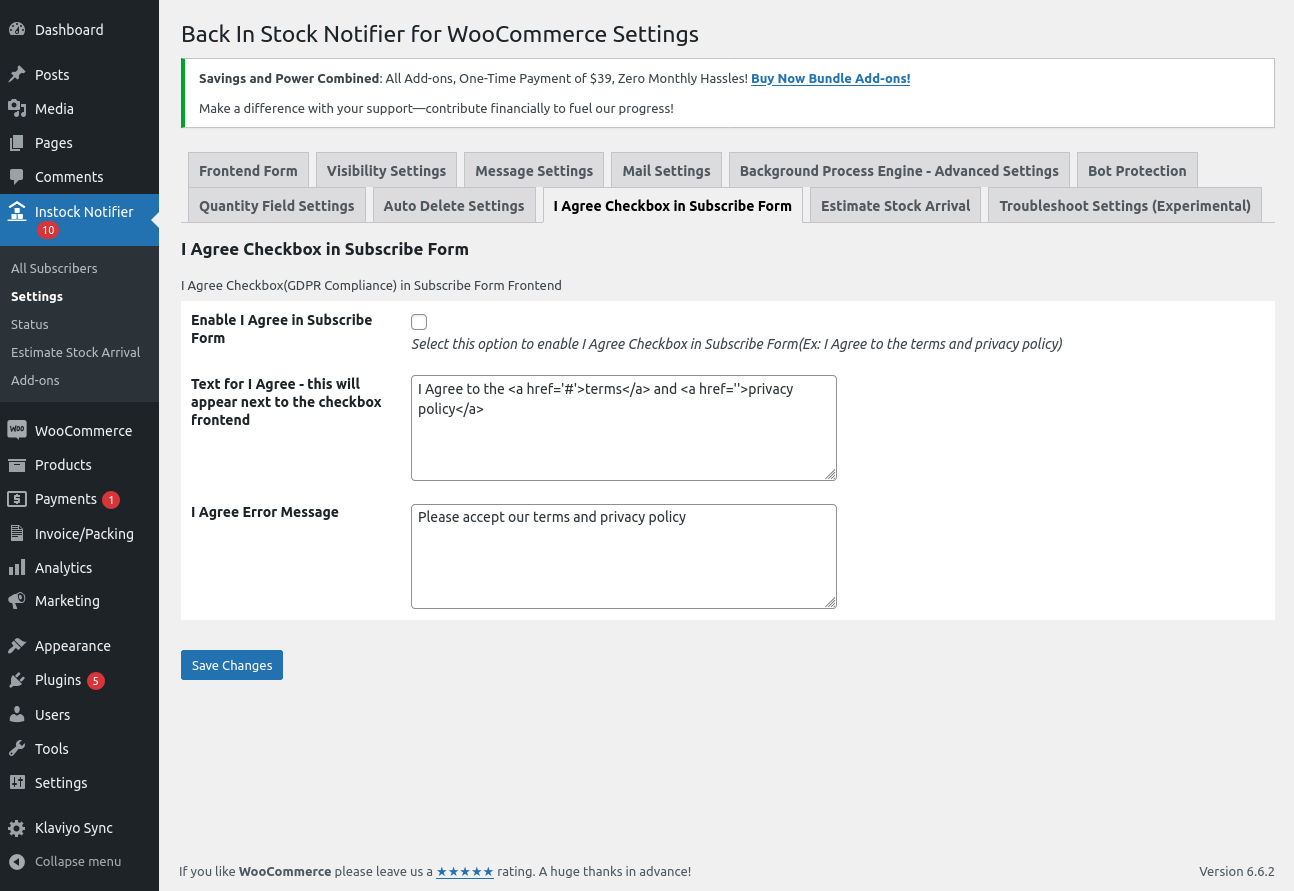 Dashboard
Posts
Media
Pages
Comments
Instock Notifier
10
All Subscribers
Settings
Status
Estimate Stock Arrival
Add-ons
WOO
WooCommerce
Products
Payments 1
Invoice/Packing
Analytics
Marketing
Appearance
Plugins 5
Users
Tools
Settings
Klaviyo Sync
Collapse menu
Back In Stock Notifier for WooCommerce Settings
Savings and Power Combined: All Add-ons, One-Time Payment of $39, Zero Monthly Hassles! Buy Now Bundle Add-ons!
Make a difference with your support—contribute financially to fuel our progress!
Frontend Form Visibility Settings Message Settings Mail Settings Background Process Engine - Advanced Settings Bot Protection
Quantity Field Settings Auto Delete Settings I Agree Checkbox in Subscribe Form Estimate Stock Arrival Troubleshoot Settings (Experimental)
I Agree Checkbox in Subscribe Form
I Agree Checkbox(GDPR Compliance) in Subscribe Form Frontend
Enable I Agree in Subscribe
Form
Select this option to enable I Agree Checkbox in Subscribe Form(Ex: I Agree to the terms and privacy policy)
Text for I Agree - this will
appear next to the checkbox
frontend
I Agree to the <a href='#'>terms</a> and <a href=''>privacy
policy</a>
I Agree Error Message
Please accept our terms and privacy policy
Save Changes
If you like WooCommerce please leave us a ★★★★★ rating. A huge thanks in advance!
Version 6.6.2